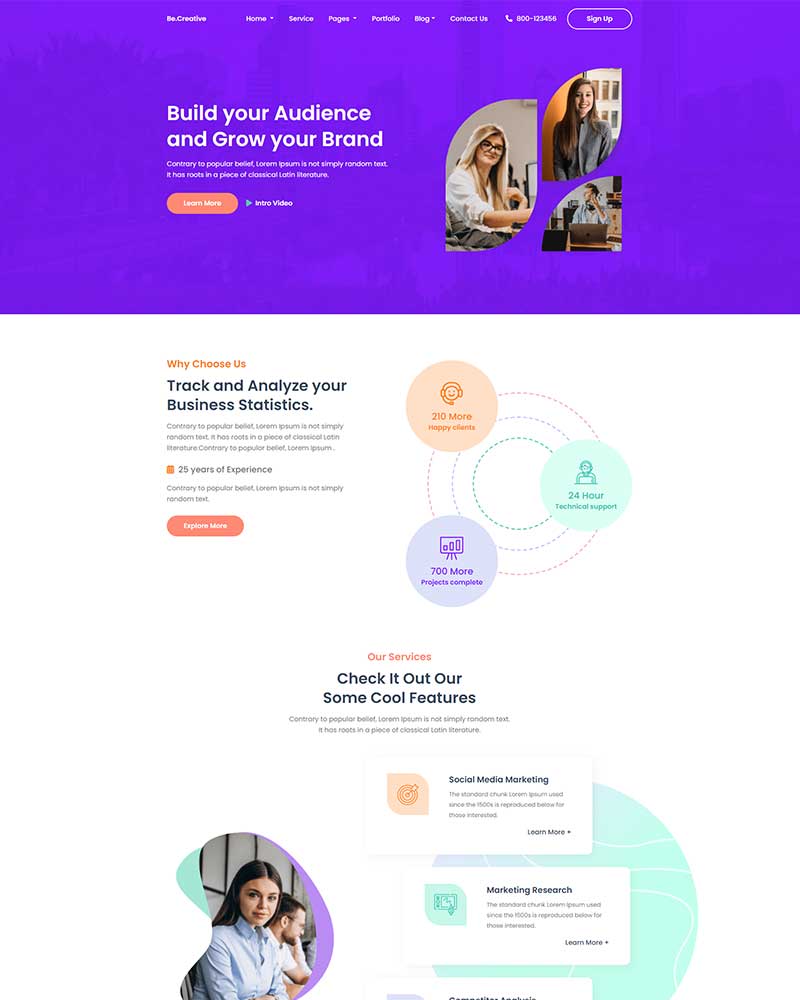 Be.Creative
Home
Service
Pages
Portfolio
Blog
Contact Us
800-123456
Sign Up
Build your Audience
and Grow your Brand
Contrary to popular belief, Lorem Ipsum is not simply random text.
It has roots in a piece of classical Latin literature.
Learn More
Intro Video
Why Choose Us
Track and Analyze your
Business Statistics.
Contrary to popular belief, Lorem Ipsum is not simply
random text. It has roots in a piece of classical Latin
literature.Contrary to popular belief, Lorem Ipsum..
25 years of Experience
Contrary to popular belief, Lorem Ipsum is not simply
random text.
Explore More
210 More
Happy clients
24 Hour
Technical support
700 More
Projects complete
Our Services
Check It Out Our
Some Cool Features
Contrary to popular belief, Lorem Ipsum is not simply random text.
It has roots in a piece of classical Latin literature.
Social Media Marketing
The standard chunk Lorem Ipsum used
since the 1500s is reproduced below for
those interested.
Learn More +
Marketing Research
The standard chunk Lorem Ipsum used
since the 1500s is reproduced below for
those interested.
Learn More +
Competitor Analysis